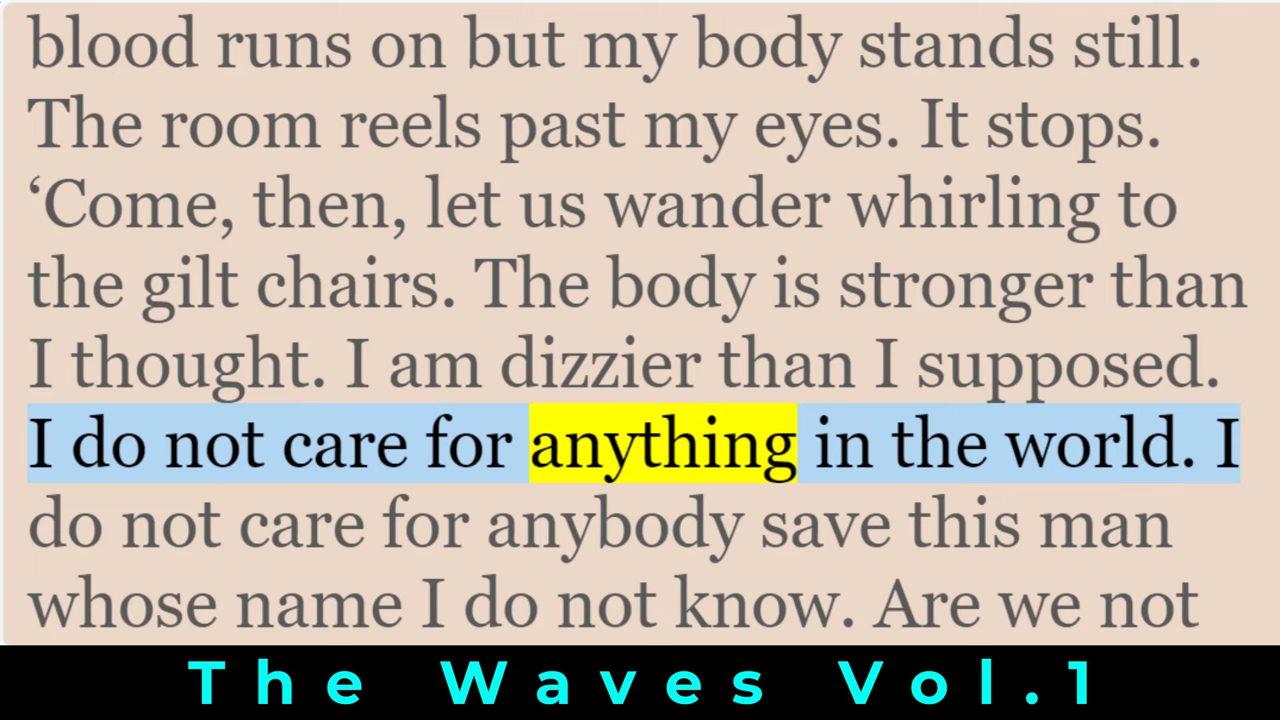 blood runs on but my body stands still.
The room reels past my eyes. It stops.
‘Come, then, let us wander whirling to
the gilt chairs. The body is stronger than
I thought. I am dizzier than I supposed.
I do not care for anything in the world. I
do not care for anybody save this man
whose name I do not know. Are we not
The Waves Vol.1